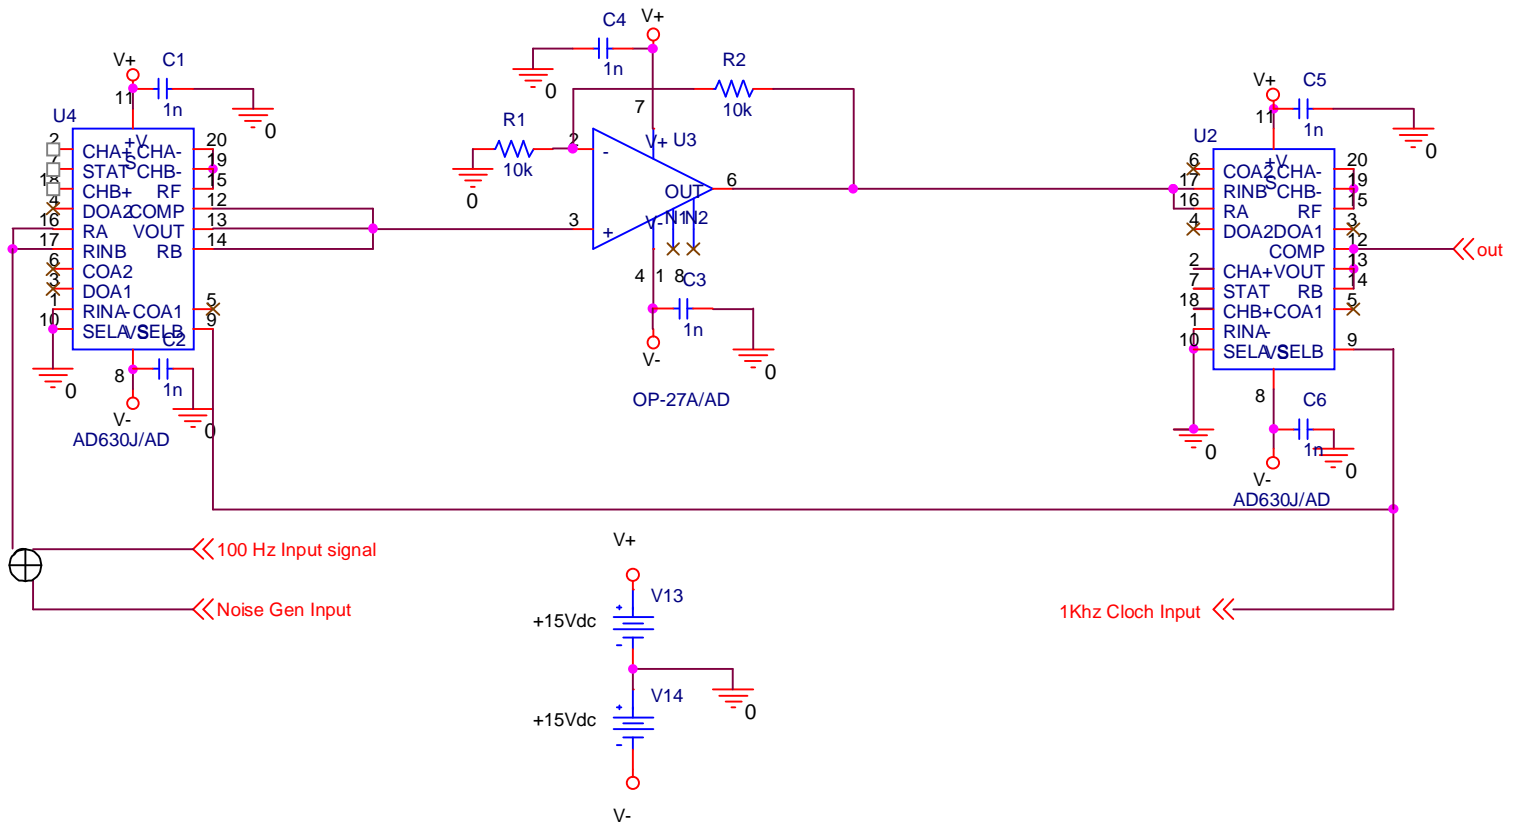 V+
C4
1n
0
V+
C1
11
1n
0
U4
R2
10k
7
R1
10k
0
2
V+
U3
-
+
3
OUT
6
V-
N1
N2
4
1
8
C3
1n
0
V-
OP-27A/AD
2
CHA+
+V
S
CHA-
20
7
STAT
CHB-
19
18
CHB+
RF
15
4
DOA2
COMP
12
16
RA
VOUT
13
17
RINB
RB
14
6
COA2
3
DOA1
1
RINA-
COA1
5
10
SELA
VS
SELB
9
0
8
C2
1n
0
V-
AD630J/AD
V+
C5
11
1n
0
U2
6
COA2
+V
S
CHA-
20
17
RINB
CHB-
19
16
RA
RF
15
4
DOA2
DOA1
3
COMP
12
out
2
CHA+
VOUT
13
7
STAT
RB
14
18
CHB+
COA1
5
1
RINA-
10
SELA
VS
SELB
9
0
8
C6
1n
0
V-
AD630J/AD
100 Hz Input signal
Noise Gen Input
1Khz Cloch Input
V+
V13
+
+15Vdc
-
0
V14
+
+15Vdc
-
V-